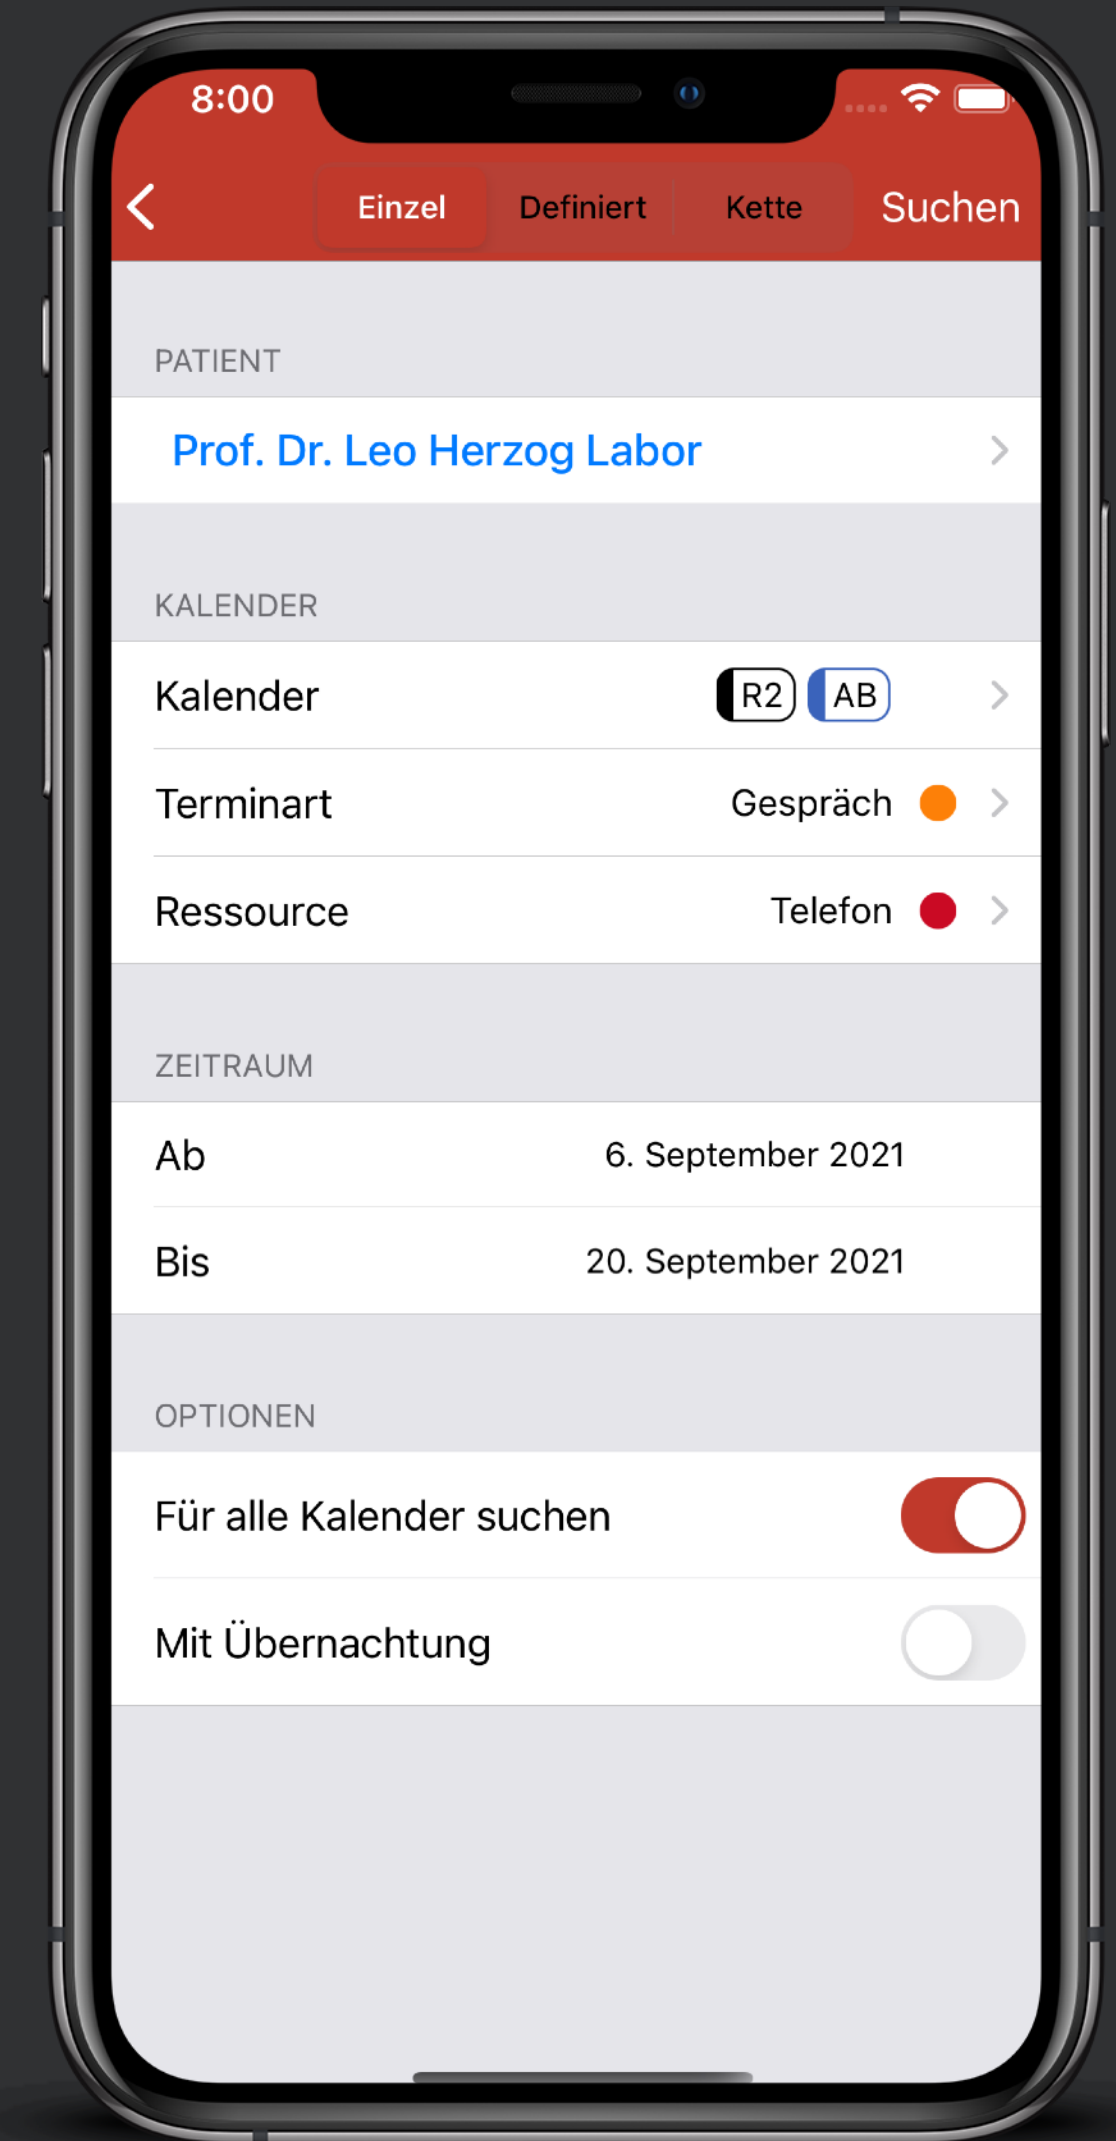 8:00
Einzel Definiert Kette Suchen
PATIENT
Prof. Dr. Leo Herzog Labor
KALENDER
Kalender R2 AB
Terminart Gespräch
Ressource Telefon
ZEITRAUM
Ab 6. September 2021
Bis 20. September 2021
OPTIONEN
Für alle Kalender suchen
Mit Übernachtung